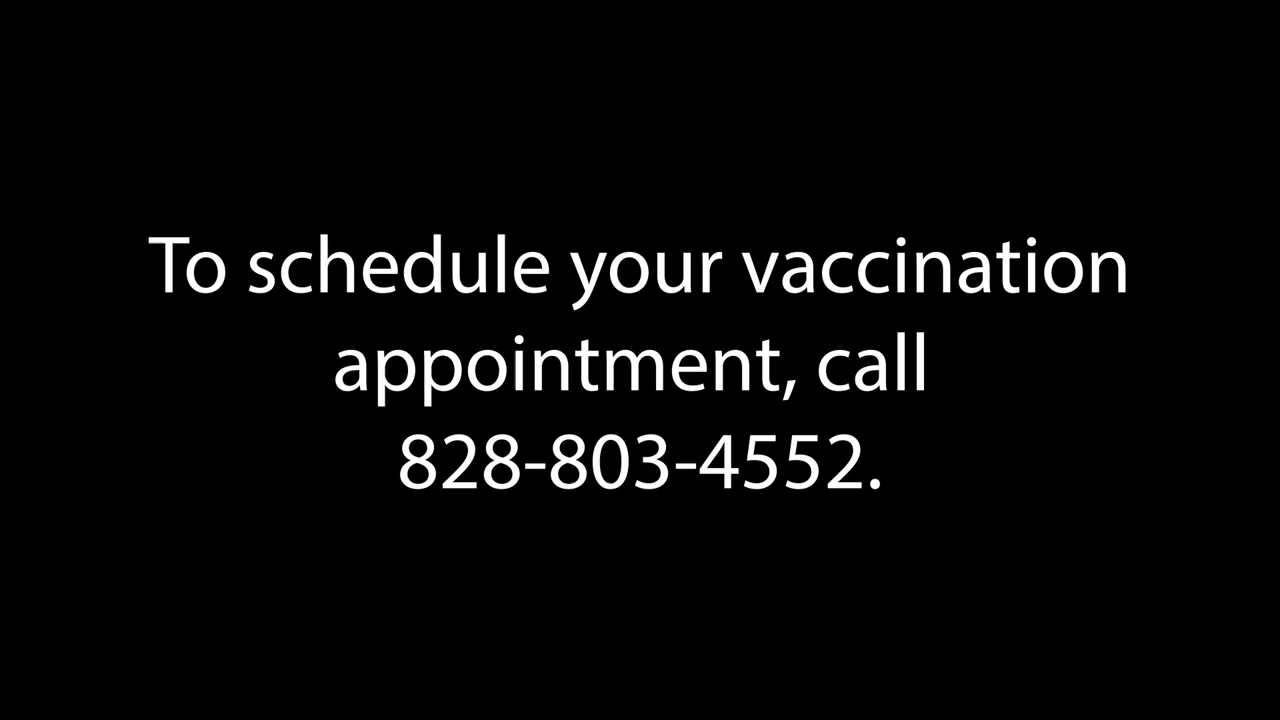 To schedule your vaccination
appointment, call
828-803-4552.